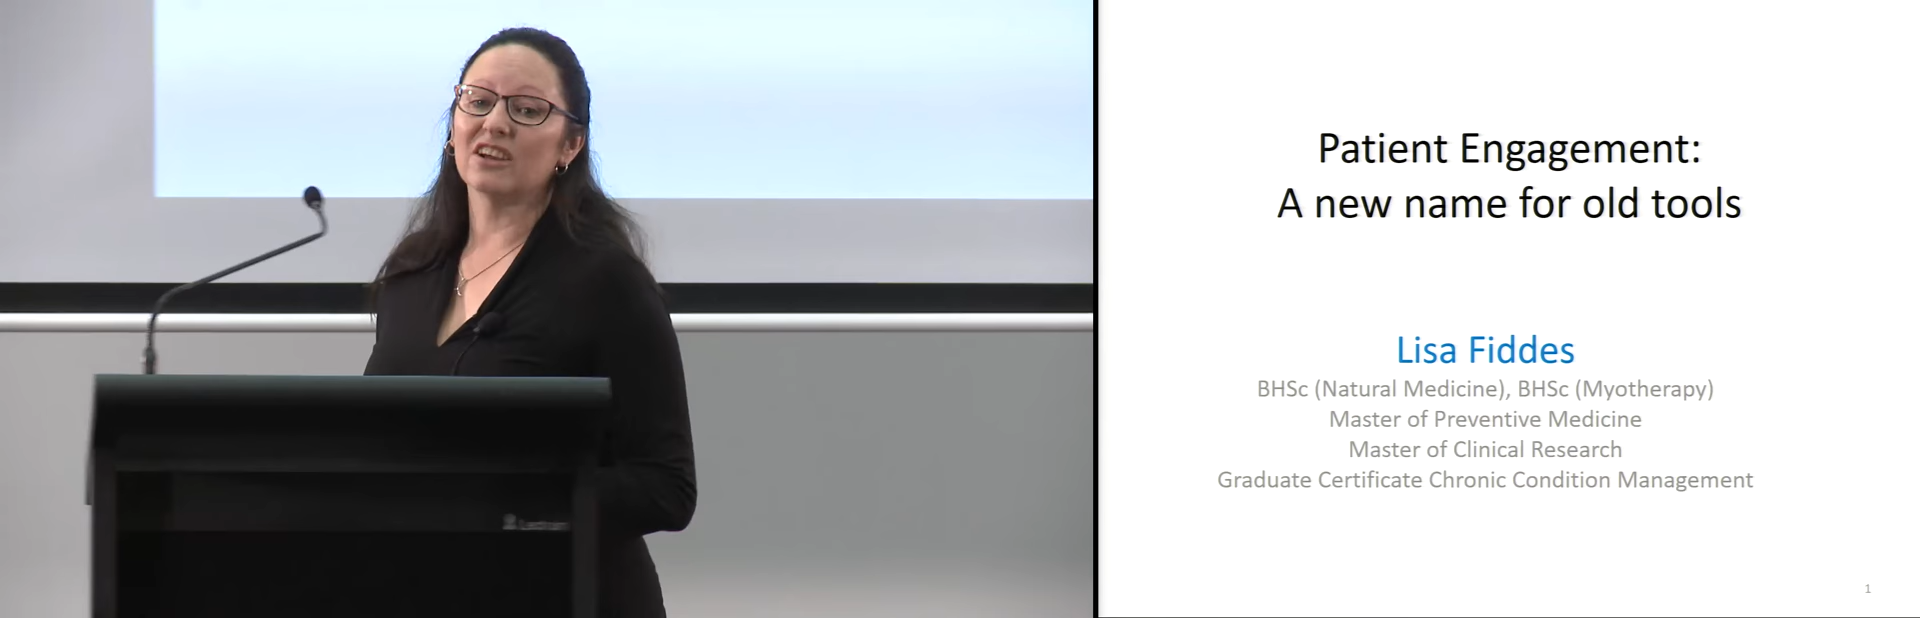 Patient Engagement:
A new name for old tools
Lisa Fiddes
BHSc (Natural Medicine), BHSc (Myotherapy)
Master of Preventive Medicine
Master of Clinical Research
Graduate Certificate Chronic Condition Management
1